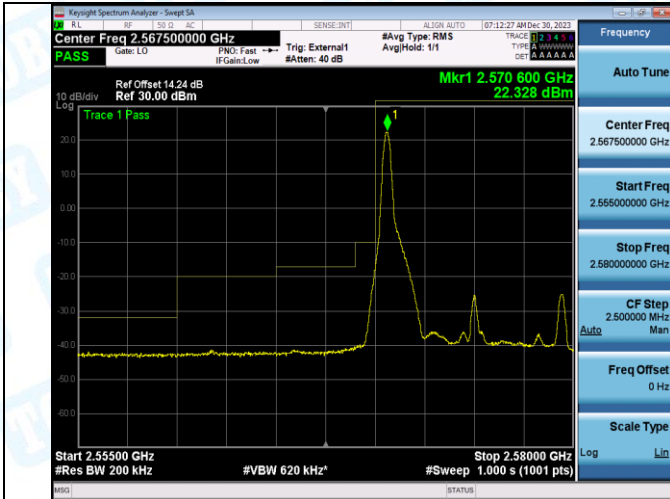 Keysight Spectrum Analyzer - Swept SA
RL RF 50 Ω AC SENSE:INT ALIGN AUTO 07:12:27 AM Dec 30, 2023
Center Freq 2.567500000 GHz
PASS
Gate: LO
PNO: Fast
IFGain:Low
Trig: External1
#Atten: 40 dB
#Avg Type: RMS
Avg|Hold: 1/1
TRACE 1 2 3 4 5 6
TYPE A WWWWW
DET A A A A A A
Ref Offset 14.24 dB
10 dB/div Ref 30.00 dBm
Log
Mkr1 2.570 600 GHz
22.328 dBm
Trace 1 Pass
1
20.0
10.0
0.00
-10.0
-20.0
-30.0
-40.0
-50.0
-60.0
Start 2.55500 GHz
Stop 2.58000 GHz
#Res BW 200 kHz
#VBW 620 kHz*
#Sweep 1.000 s (1001 pts)
MSG
STATUS
Frequency
Auto Tune
Center Freq
2.567500000 GHz
Start Freq
2.555000000 GHz
Stop Freq
2.580000000 GHz
CF Step
2.500000 MHz
Auto Man
Freq Offset
0 Hz
Scale Type
Log Lin